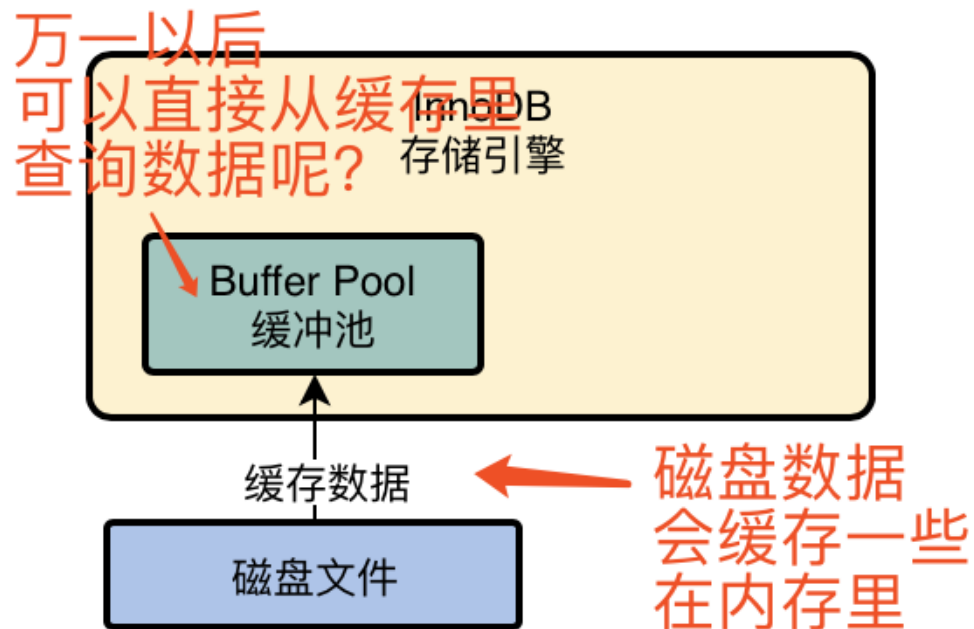 万一以后
可以直接从缓存里
查询数据呢？
InnoDB
存储引擎
Buffer Pool
缓冲池
缓存数据
磁盘数据
会缓存一些
在内存里
磁盘文件